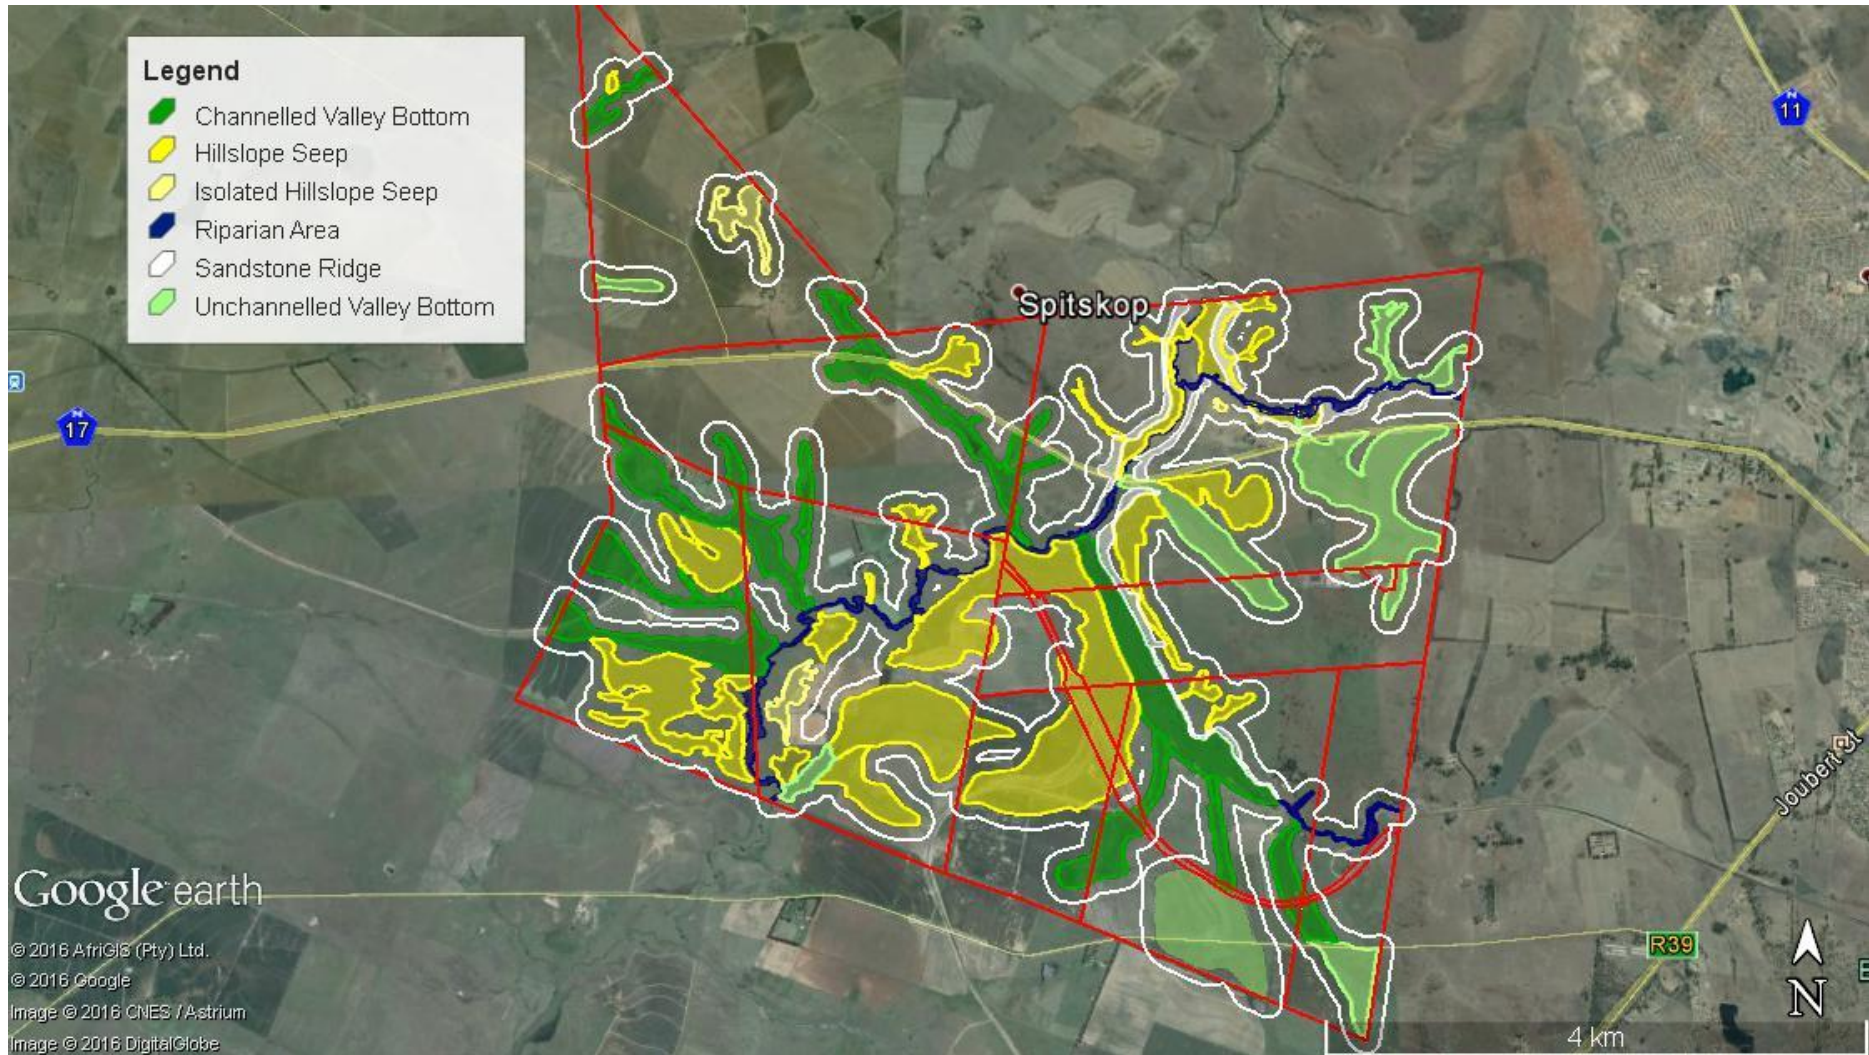 Legend
Channelled Valley Bottom
Hillslope Seep
Isolated Hillslope Seep
Riparian Area
Sandstone Ridge
Unchannelled Valley Bottom
N
11
Spitskop
N
17
Joubert St
Google earth
© 2016 AfriGIS (Pty) Ltd.
© 2016 Google
Image © 2016 CNES / Astrium
Image © 2016 DigitalGlobe
R39
E
N
4 km